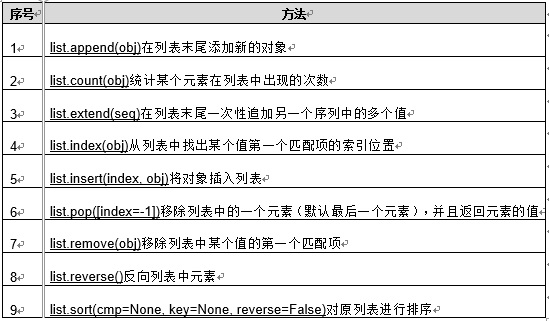 序号 方法
1 list.append(obj)在列表末尾添加新的对象
2 list.count(obj)统计某个元素在列表中出现的次数
3 list.extend(seq)在列表末尾一次性追加另一个序列中的多个值
4 list.index(obj)从列表中找出某个值第一个匹配项的索引位置
5 list.insert(index, obj)将对象插入列表
6 list.pop([index=-1])移除列表中的一个元素（默认最后一个元素），并且返回元素的值
7 list.remove(obj)移除列表中某个值的第一个匹配项
8 list.reverse()反向列表中元素
9 list.sort(cmp=None, key=None, reverse=False)对原列表进行排序